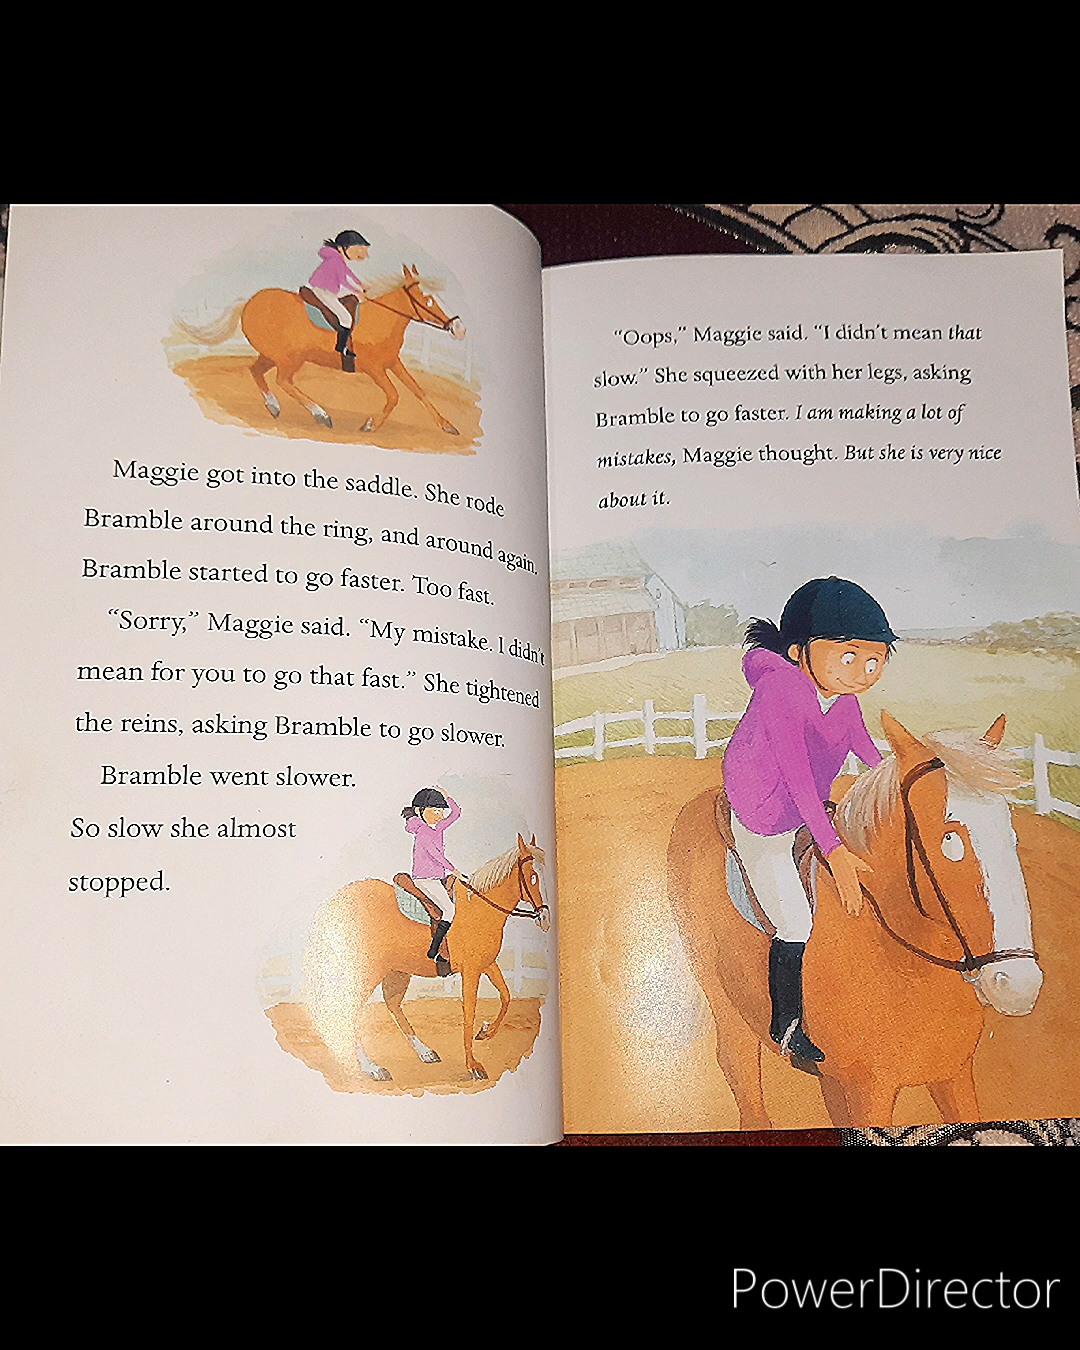 Maggie got into the saddle. She rode
Bramble around the ring, and around again.
Bramble started to go faster. Too fast.
“Sorry,” Maggie said. “My mistake. I didn't
mean for you to go that fast.” She tightened
the reins, asking Bramble to go slower.
Bramble went slower.
So slow she almost
stopped.
“Oops,” Maggie said. “I didn't mean that
slow.” She squeezed with her legs, asking
Bramble to go faster. I am making a lot of
mistakes, Maggie thought. But she is very nice
about it.
PowerDirector